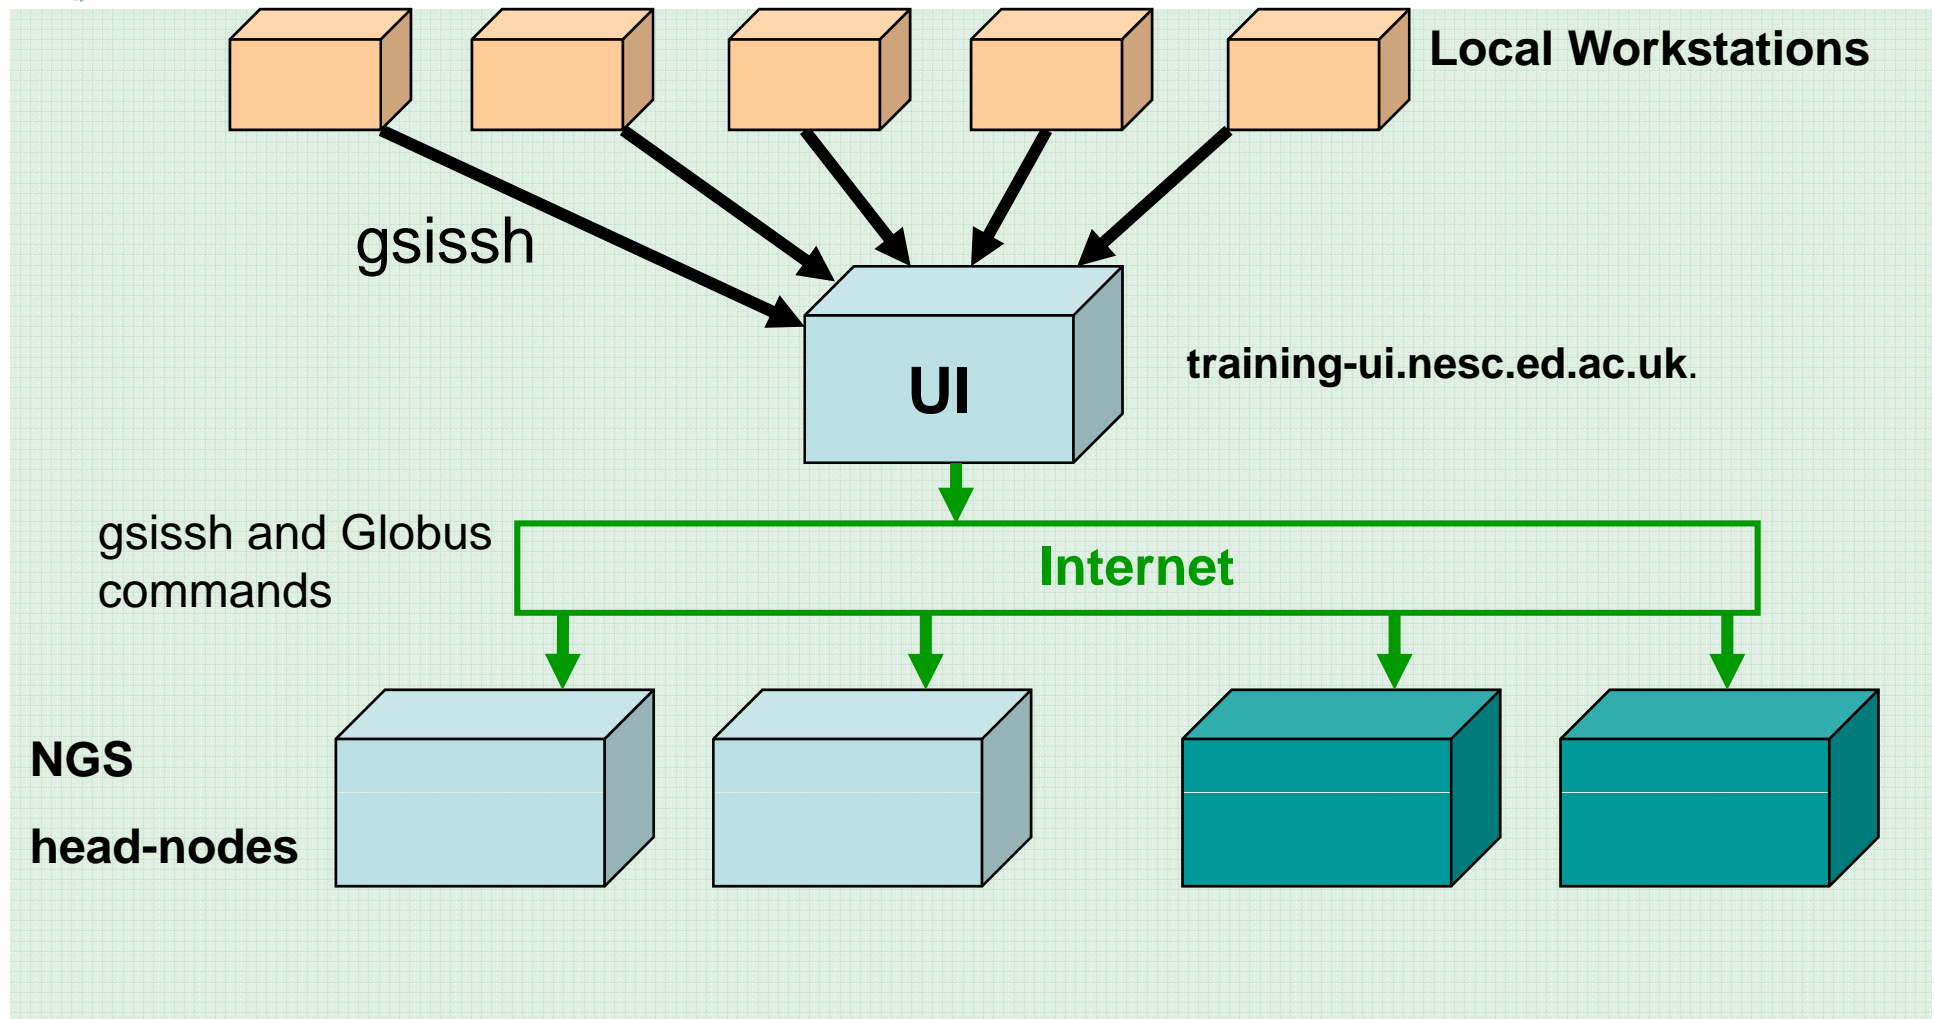 Local Workstations
gsissh
UI
training-ui.nesc.ed.ac.uk.
gsissh and Globus
commands
Internet
NGS
head-nodes